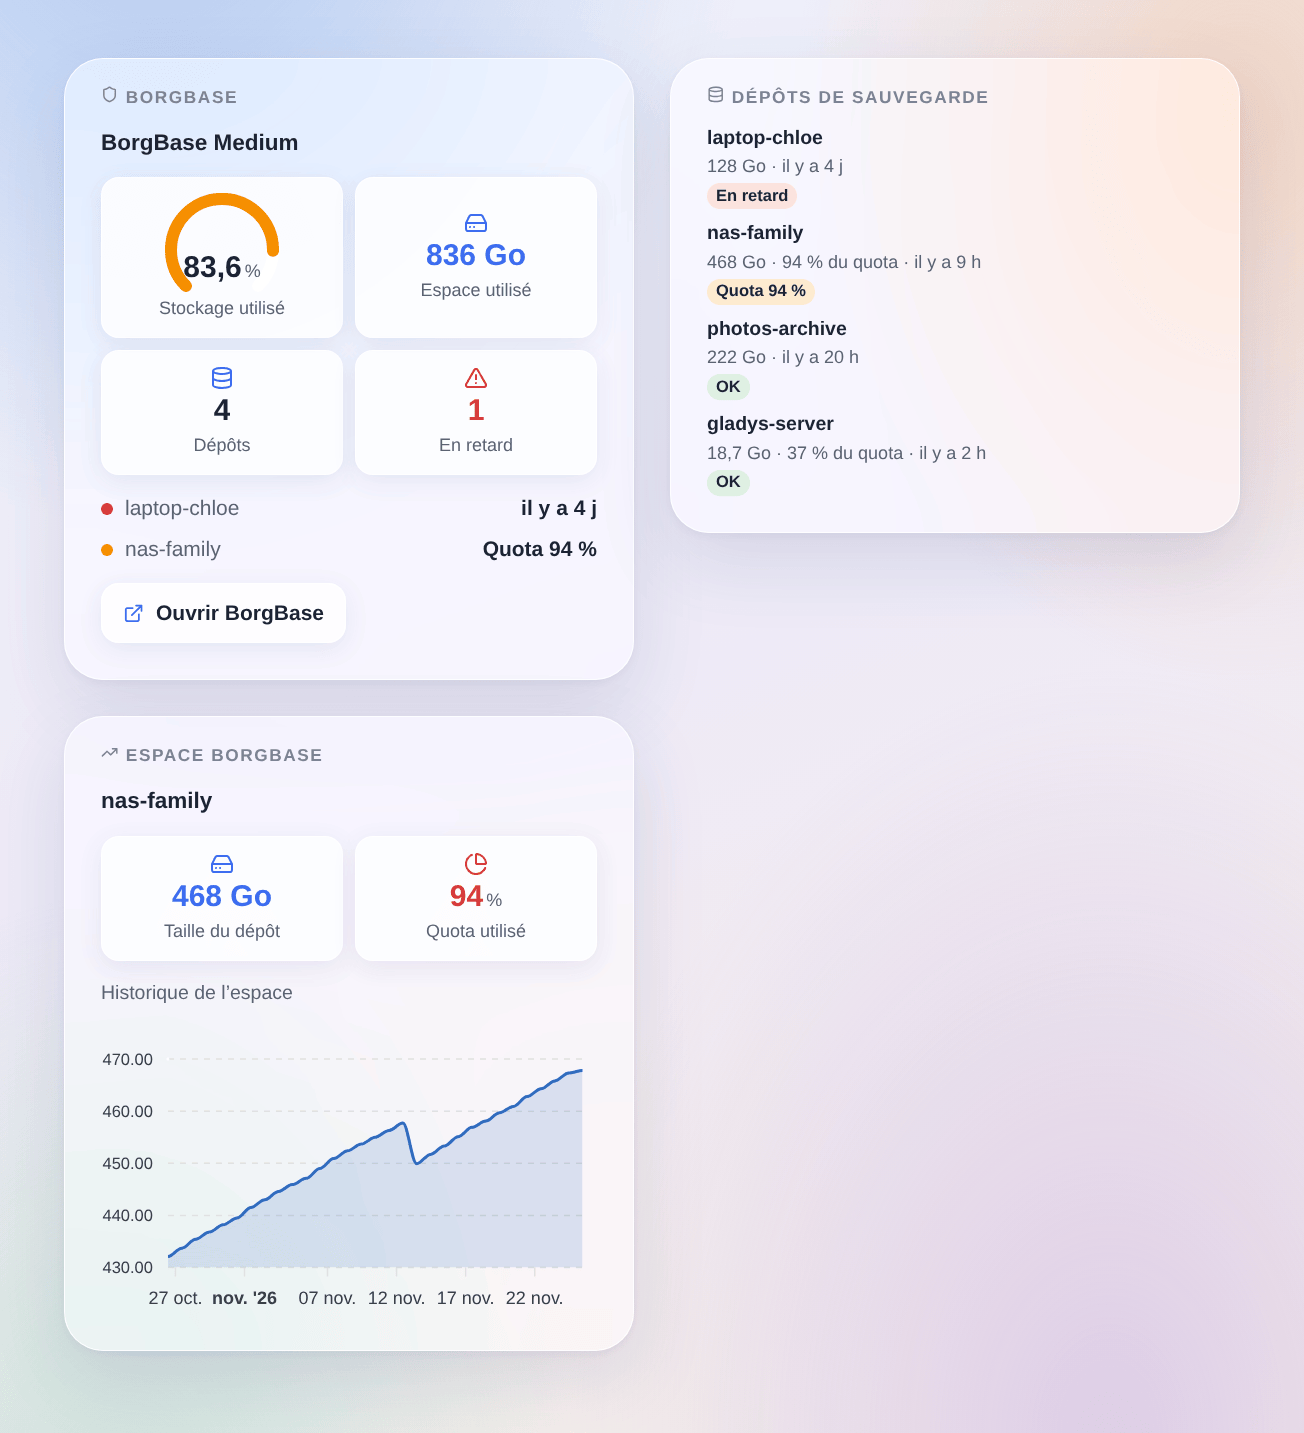 BORGBASE
BorgBase Medium
83,6 %
Stockage utilisé
836 Go
Espace utilisé
4
Dépôts
1
En retard
laptop-chloe il y a 4 j
nas-family Quota 94 %
Ouvrir BorgBase
DÉPÔTS DE SAUVEGARDE
laptop-chloe
128 Go · il y a 4 j
En retard
nas-family
468 Go · 94 % du quota · il y a 9 h
Quota 94 %
photos-archive
222 Go · il y a 20 h
OK
gladys-server
18,7 Go · 37 % du quota · il y a 2 h
OK
ESPACE BORGBASE
nas-family
468 Go
Taille du dépôt
94 %
Quota utilisé
Historique de l’espace
470.00
460.00
450.00
440.00
430.00
27 oct. nov. '26 07 nov. 12 nov. 17 nov. 22 nov.